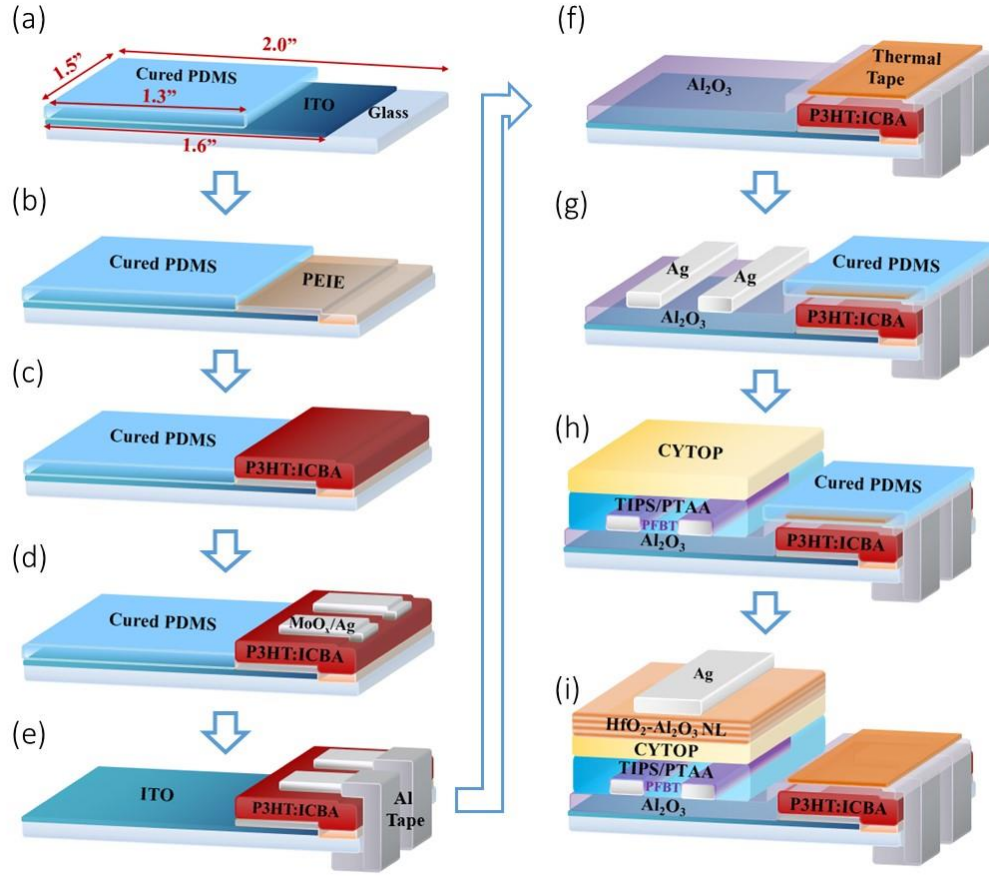 (a)
2.0”
1.5”
Cured PDMS
1.3”
ITO
Glass
1.6”
(b)
Cured PDMS
PEIE
(c)
Cured PDMS
P3HT:ICBA
(d)
Cured PDMS
MoOₓ/Ag
P3HT:ICBA
(e)
ITO
P3HT:ICBA
Al
Tape
(f)
Al₂O₃
Thermal
Tape
P3HT:ICBA
(g)
Ag
Ag
Cured PDMS
Al₂O₃
P3HT:ICBA
(h)
CYTOP
TIPS/PTAA
PFBT
Cured PDMS
Al₂O₃
P3HT:ICBA
(i)
Ag
HfO₂-Al₂O₃ NL
CYTOP
TIPS/PTAA
PFBT
Al₂O₃
P3HT:ICBA